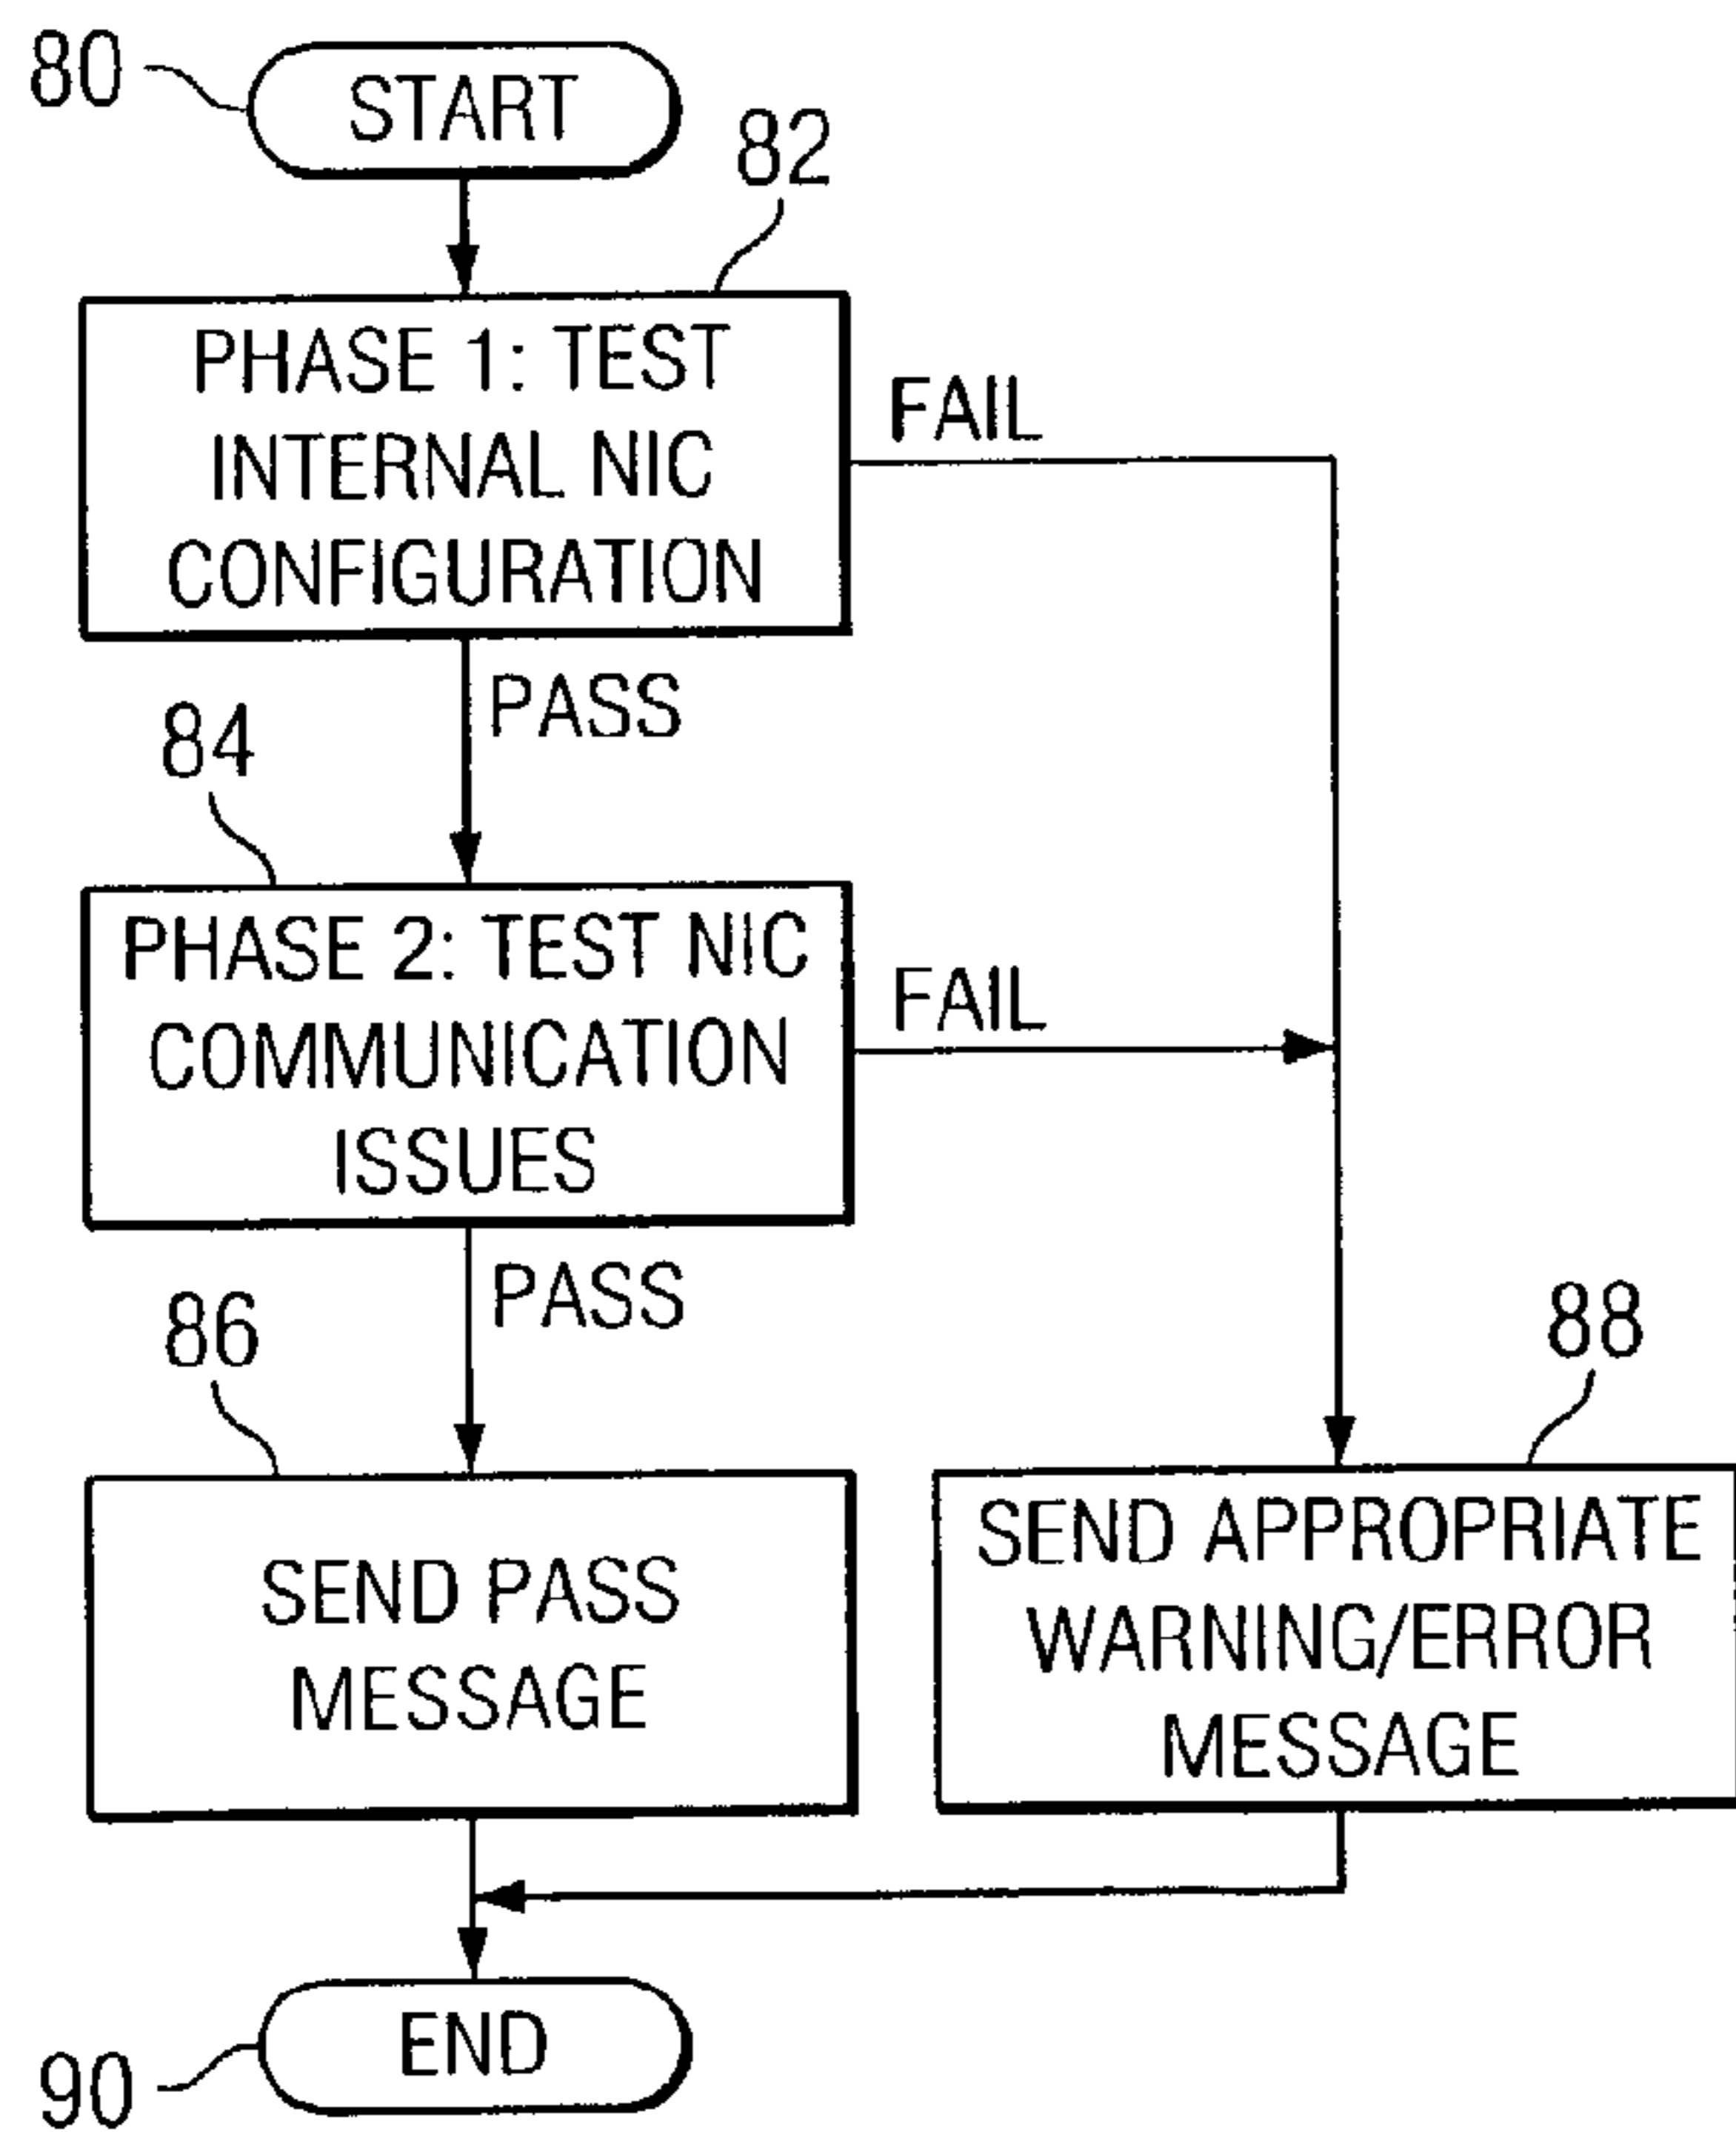 80
START
82
PHASE 1: TEST
INTERNAL NIC
CONFIGURATION
FAIL
PASS
84
PHASE 2: TEST NIC
COMMUNICATION
ISSUES
FAIL
PASS
86
88
SEND PASS
MESSAGE
SEND APPROPRIATE
WARNING/ERROR
MESSAGE
END
90